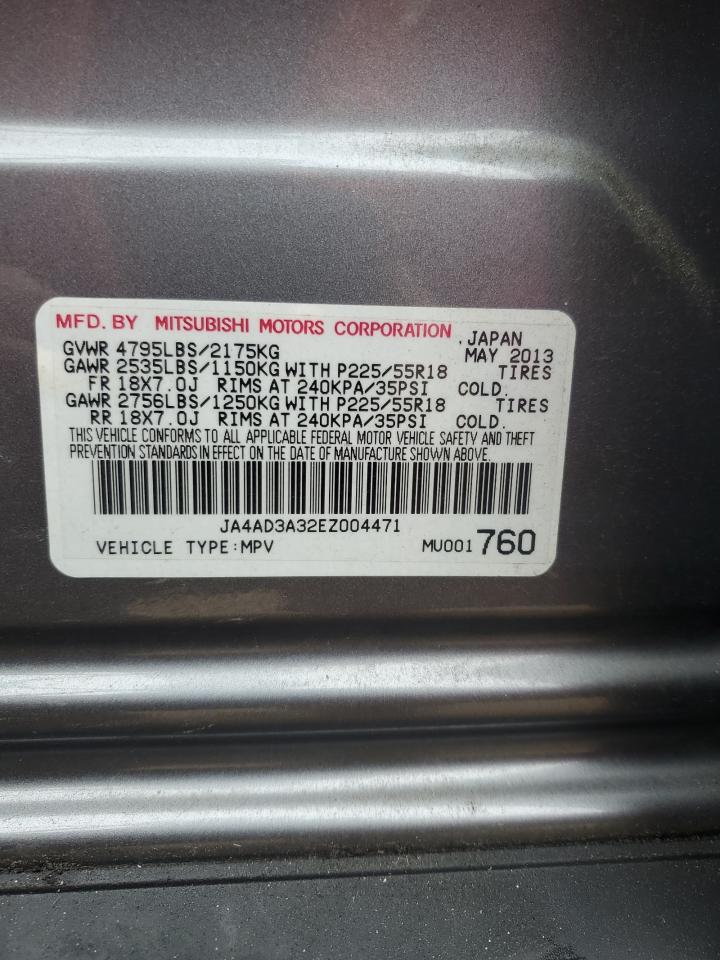 MFD. BY MITSUBISHI MOTORS CORPORATION , JAPAN
GVWR 4795LBS/2175KG MAY 2013
GAWR 2535LBS/1150KG WITH P225/55R18 TIRES
FR 18X7.0J RIMS AT 240KPA/35PSI COLD.
GAWR 2756LBS/1250KG WITH P225/55R18 TIRES
RR 18X7.0J RIMS AT 240KPA/35PSI COLD.
THIS VEHICLE CONFORMS TO ALL APPLICABLE FEDERAL MOTOR VEHICLE SAFETY AND THEFT
PREVENTION STANDARDS IN EFFECT ON THE DATE OF MANUFACTURE SHOWN ABOVE.
JA4AD3A32EZ004471
VEHICLE TYPE:MPV MU001 760